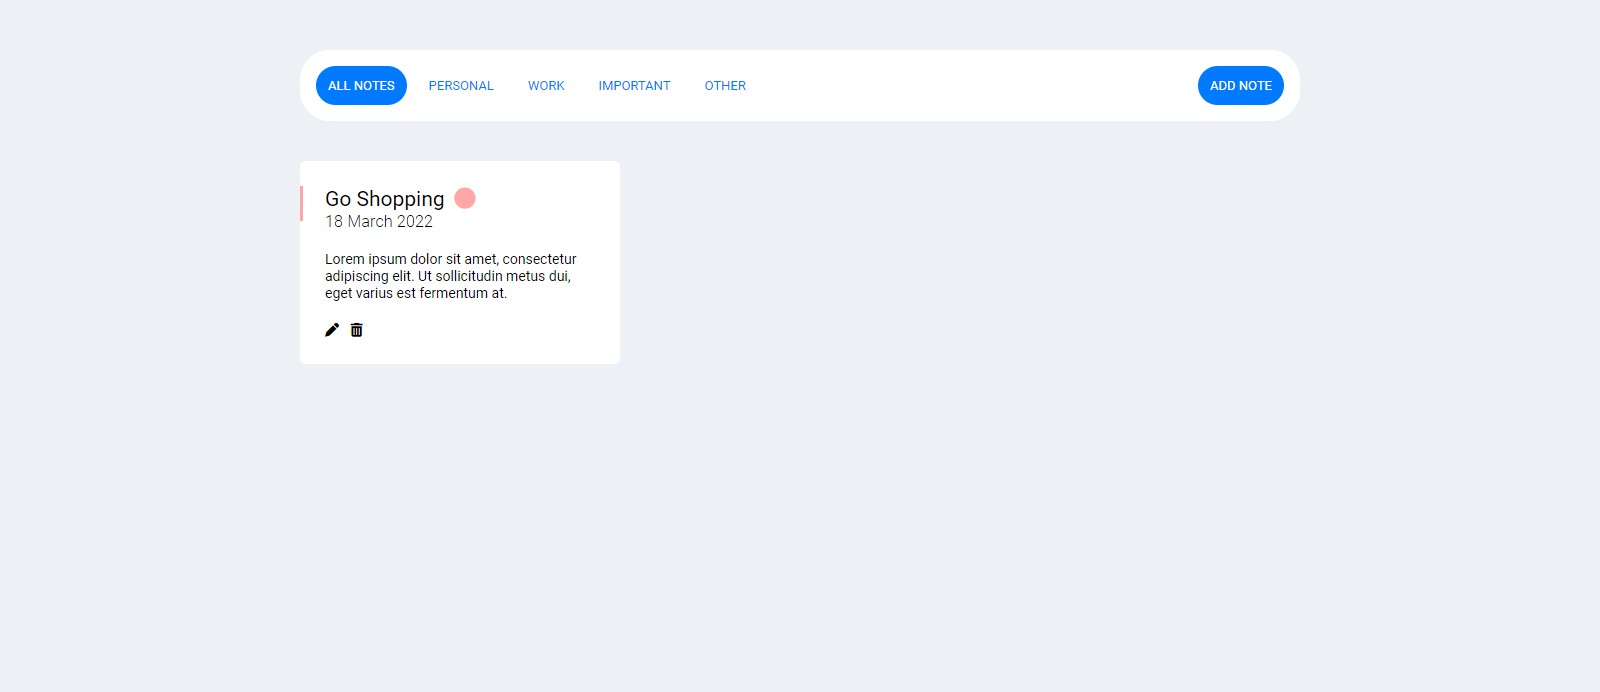 ALL NOTES PERSONAL WORK IMPORTANT OTHER ADD NOTE
Go Shopping
18 March 2022
Lorem ipsum dolor sit amet, consectetur
adipiscing elit. Ut sollicitudin metus dui,
eget varius est fermentum at.